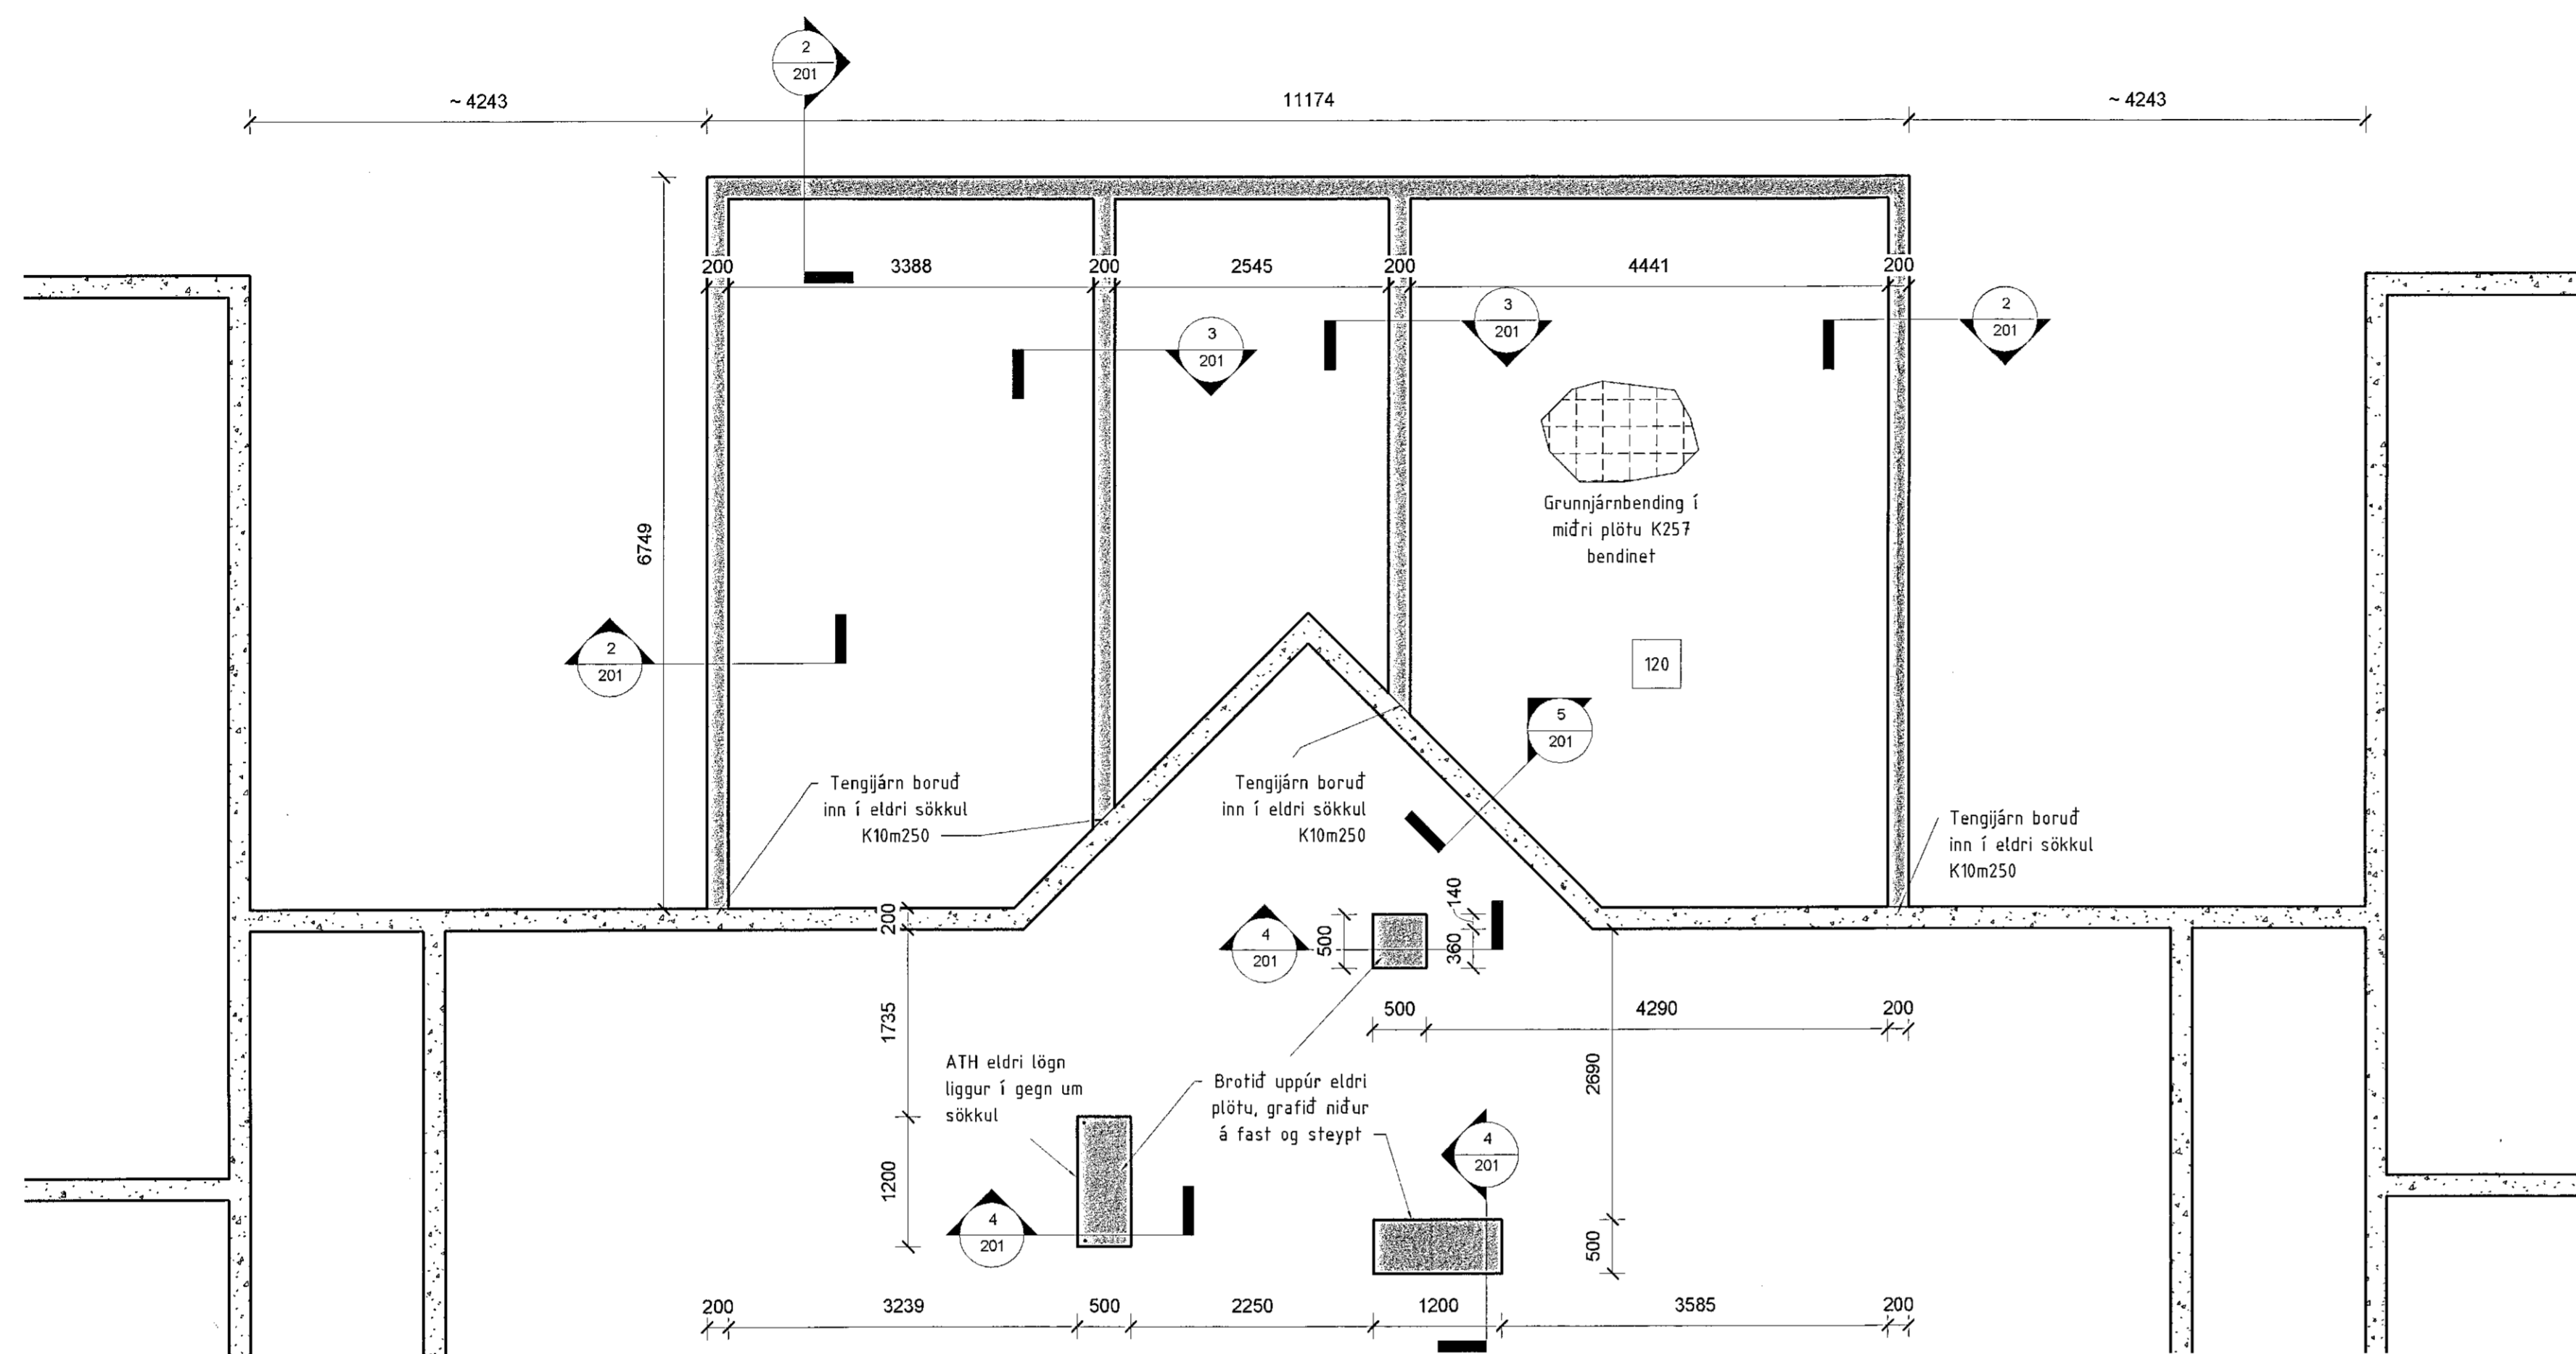 2
201
~ 4243
11174
~ 4243
200
3388
200
2545
200
4441
200
3
201
3
201
2
201
6749
Grunnjárnbending í
miðri plötu K257
bendinet
2
201
120
5
201
Tengijárn borud
inn í eldri sökkul
K10m250
Tengijárn borud
inn í eldri sökkul
K10m250
Tengijárn borud
inn í eldri sökkul
K10m250
200
140
500
360
4
201
500
4290
200
1735
2690
ATH eldri lögn
liggur í gegn um
sökkul
Brotið uppúr eldri
plötu, grafið niður
á fast og steypt
4
201
1200
4
201
500
200
3239
500
2250
1200
3585
200